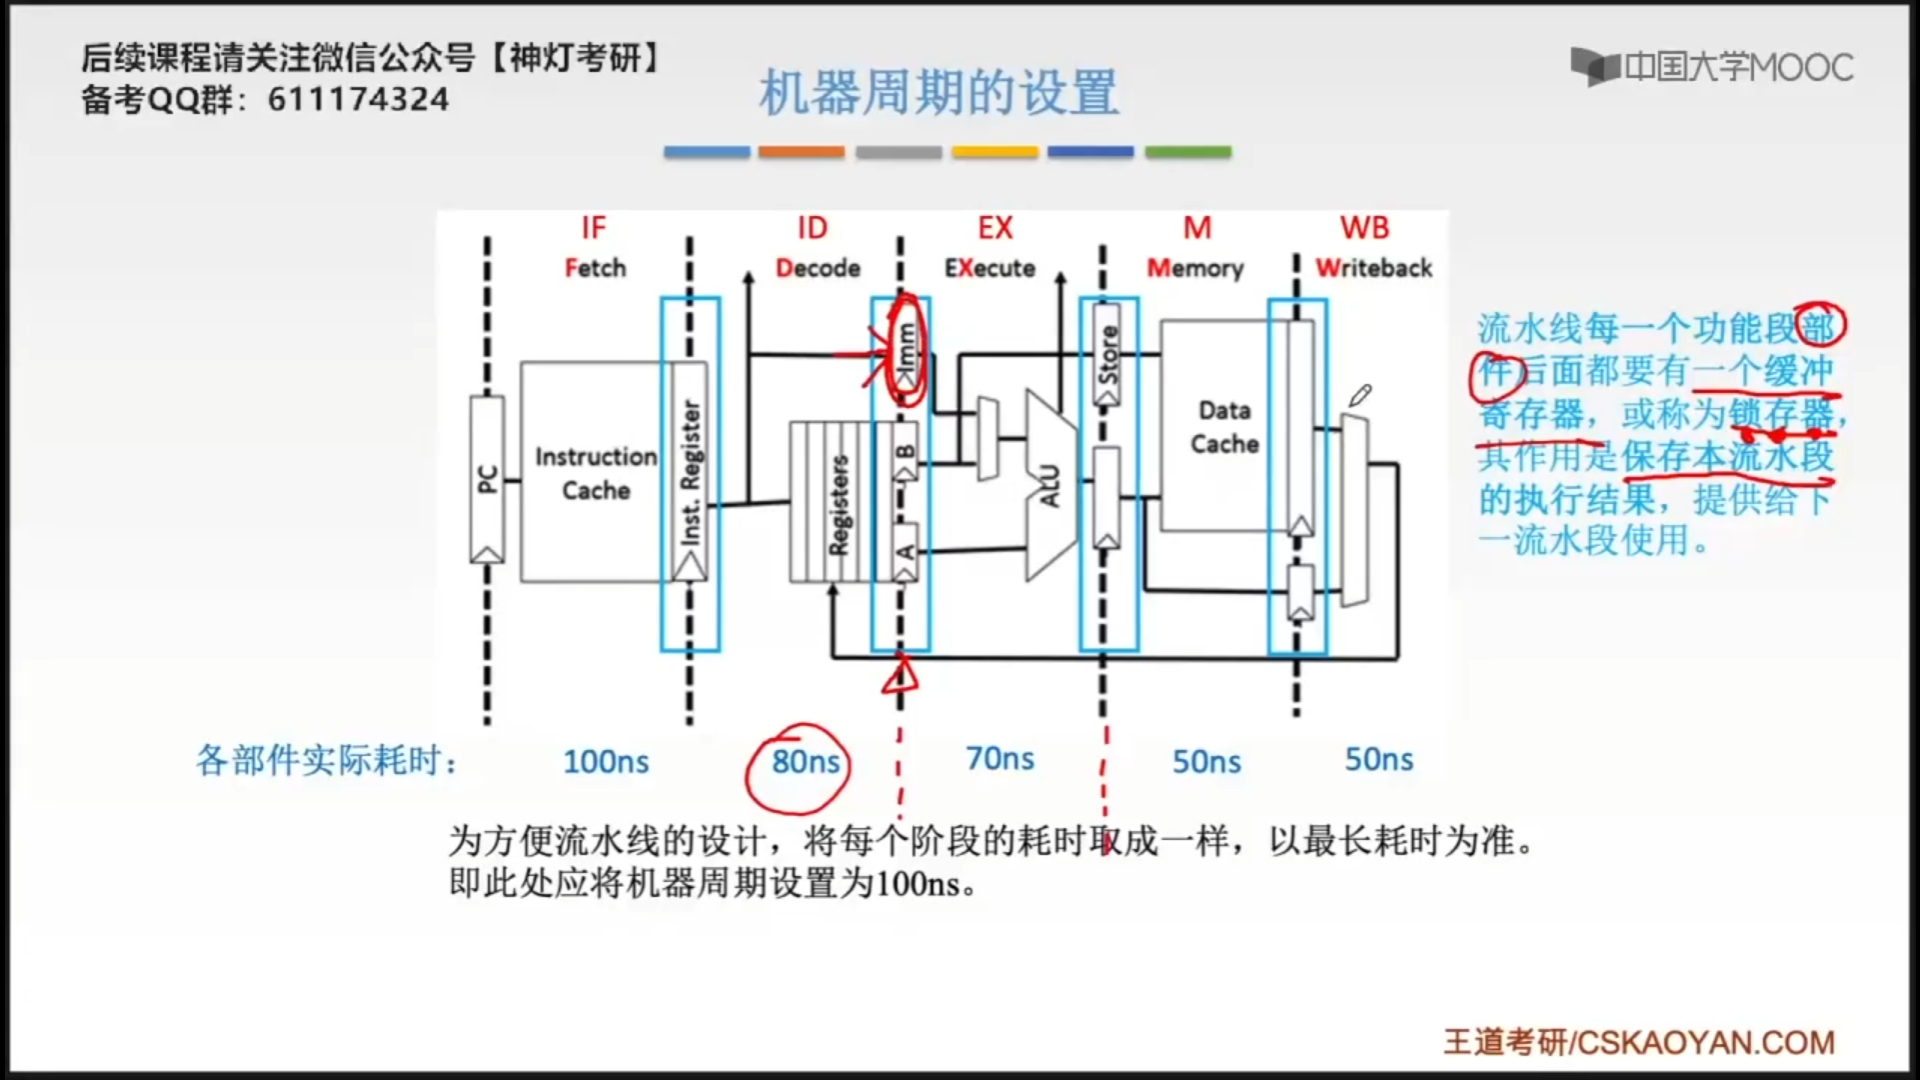 后续课程请关注微信公众号【神灯考研】
备考QQ群：611174324
中国大学MOOC
机器周期的设置
IF
ID
EX
M
WB
Fetch
Decode
EXecute
Memory
Writeback
PC
Instruction
Cache
Inst. Register
Registers
Imm
B
A
ALU
Store
Data
Cache
流水线每一个功能段部
件后面都要有一个缓冲
寄存器，或称为锁存器，
其作用是保存本流水段
的执行结果，提供给下
一流水段使用。
各部件实际耗时：
100ns
80ns
70ns
50ns
50ns
为方便流水线的设计，将每个阶段的耗时取成一样，以最长耗时为准。
即此处应将机器周期设置为100ns。
王道考研/CSKAOYAN.COM